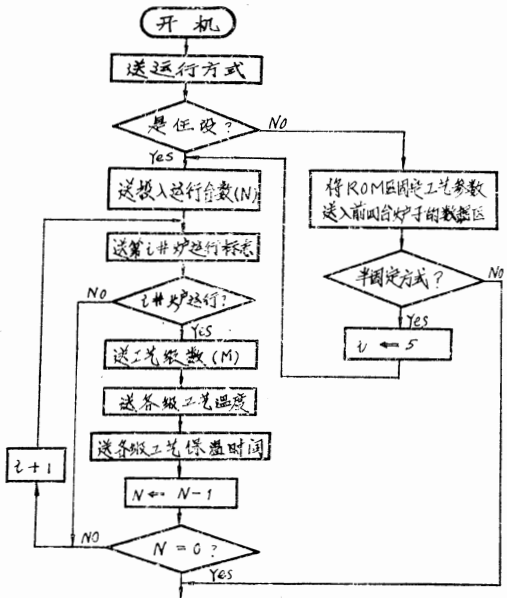 开机
送运行方式
是任设?
NO
Yes
送投入运行台数(N)
将ROM区固定工艺参数
送入前四台炉子的数据区
送第i#炉运行标志
半固定方式?
NO
NO
i#炉运行?
Yes
Yis
i ← 5
送工艺级数(M)
送各级工艺温度
送各级工艺保温时间
i+1
N ← N-1
NO
N = 0?
Yes